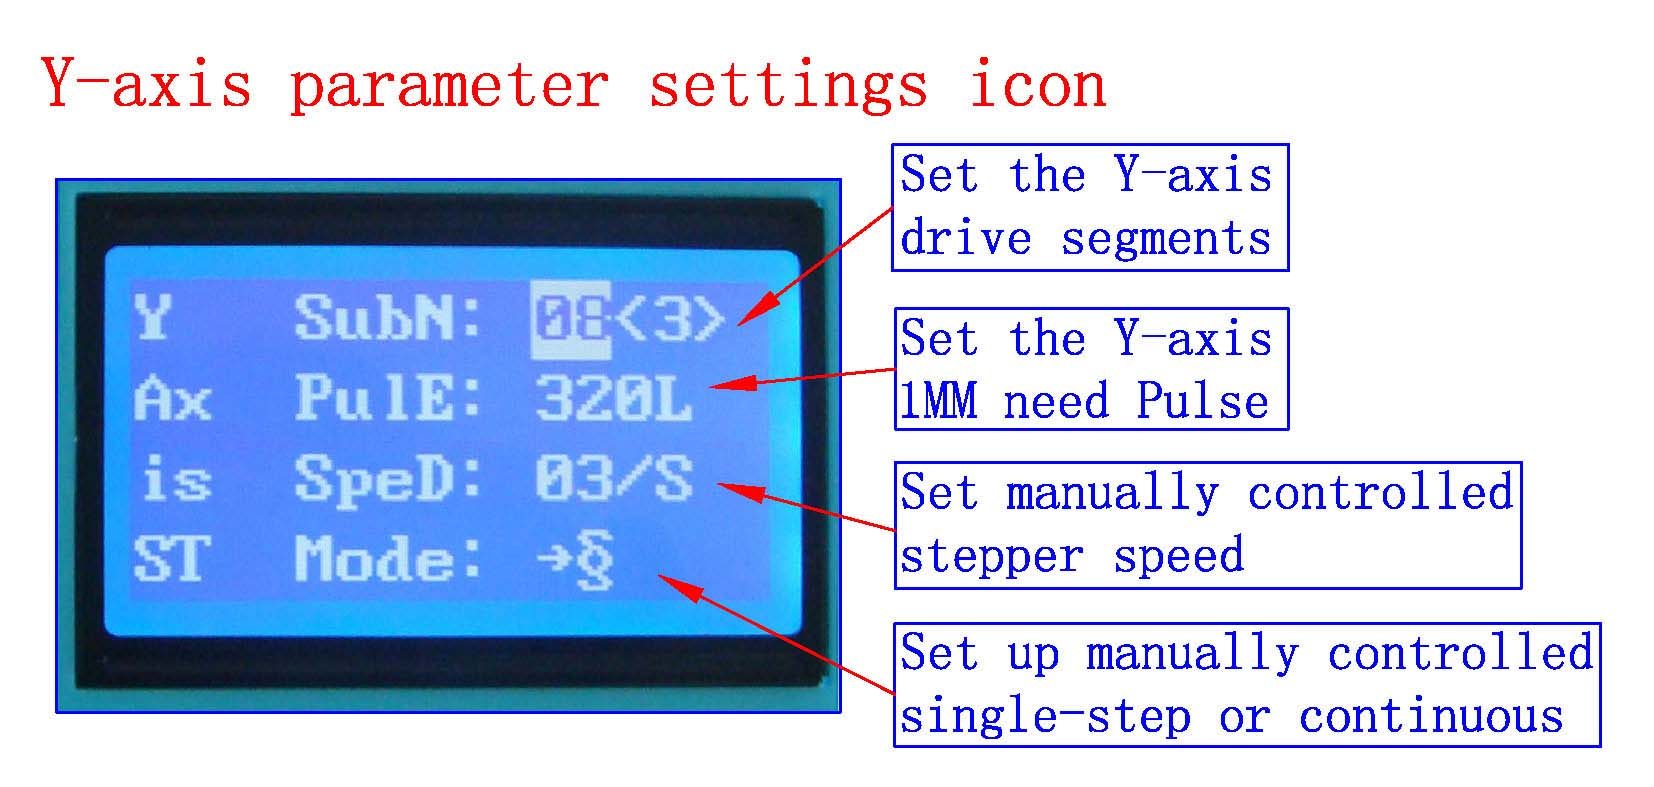 Y-axis parameter settings icon
Set the Y-axis
drive segments
Y SubN: 08<3>
Set the Y-axis
1MM need Pulse
Ax PulE: 320L
Set manually controlled
stepper speed
is SpeD: 03/S
Set up manually controlled
single-step or continuous
ST Mode: →§